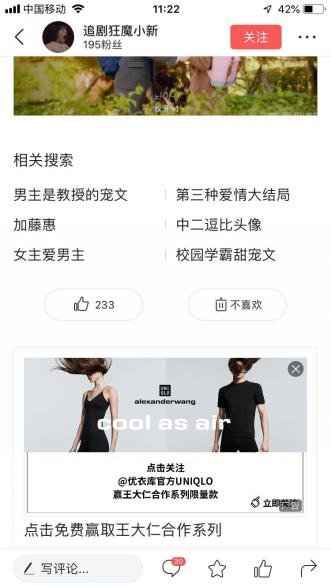 中国移动
11:22
42%
追剧狂魔小新
195粉丝
关注
相关搜索
男主是教授的宠文
第三种爱情大结局
加藤惠
中二逗比头像
女主爱男主
校园学霸甜宠文
233
不喜欢
UNI
QLO
alexanderwang
cool as air
点击关注
@优衣库官方UNIQLO
赢王大仁合作系列限量款
点击免费赢取王大仁合作系列
写评论...
30